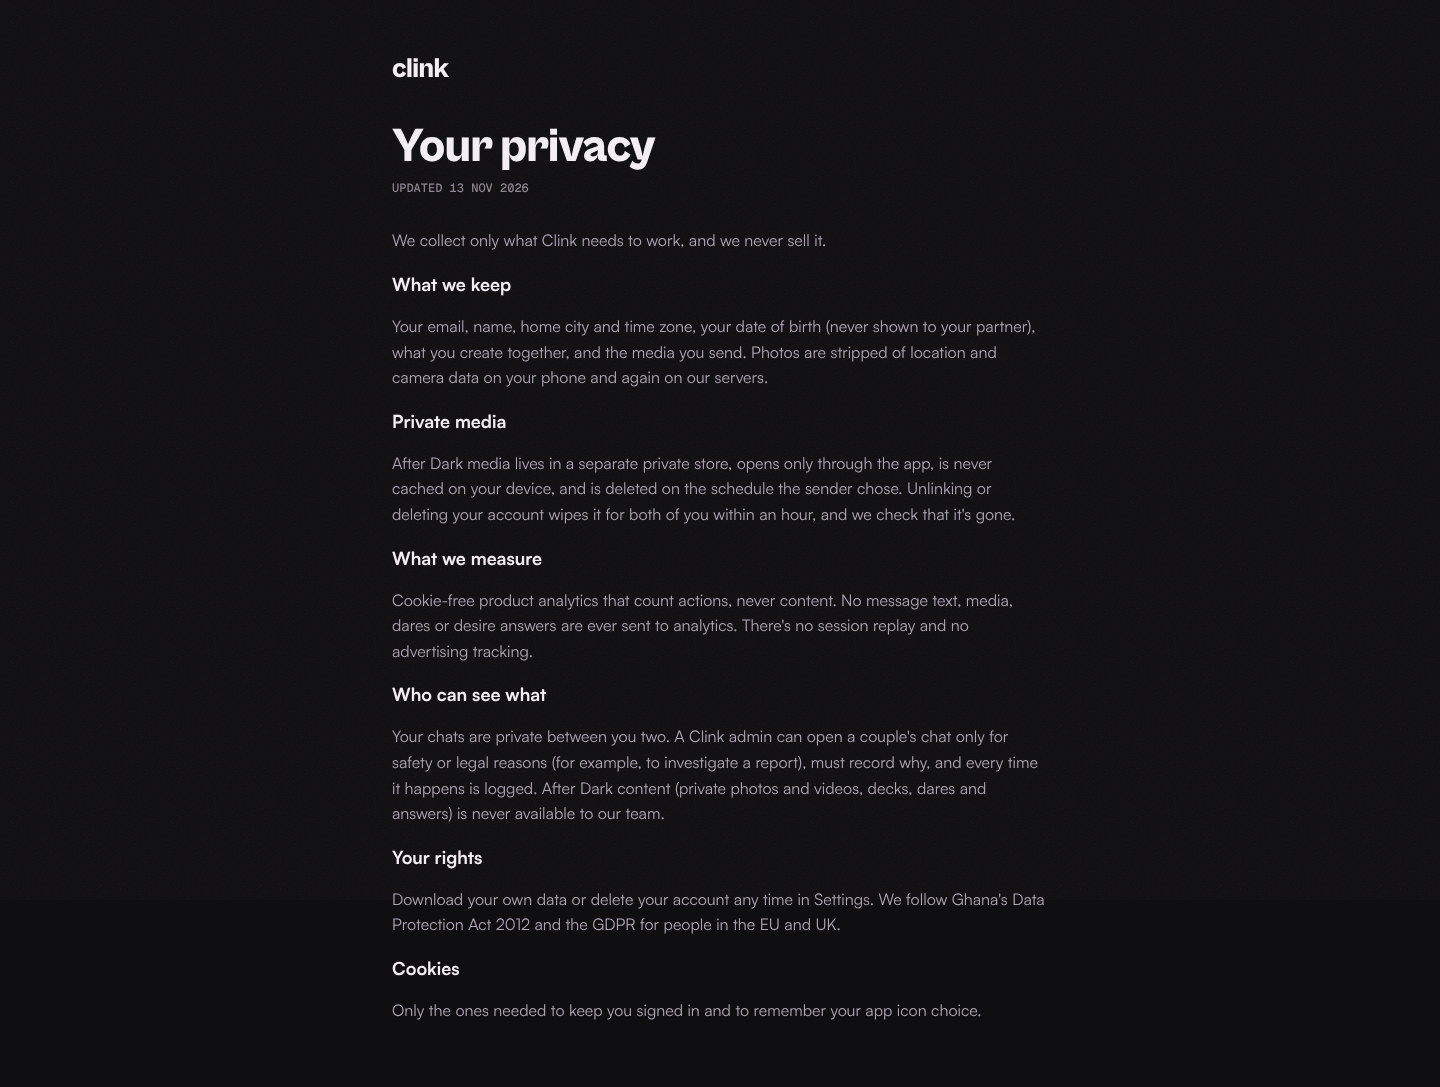 clink
Your privacy
UPDATED 13 NOV 2026
We collect only what Clink needs to work, and we never sell it.
What we keep
Your email, name, home city and time zone, your date of birth (never shown to your partner),
what you create together, and the media you send. Photos are stripped of location and
camera data on your phone and again on our servers.
Private media
After Dark media lives in a separate private store, opens only through the app, is never
cached on your device, and is deleted on the schedule the sender chose. Unlinking or
deleting your account wipes it for both of you within an hour, and we check that it's gone.
What we measure
Cookie-free product analytics that count actions, never content. No message text, media,
dares or desire answers are ever sent to analytics. There's no session replay and no
advertising tracking.
Who can see what
Your chats are private between you two. A Clink admin can open a couple's chat only for
safety or legal reasons (for example, to investigate a report), must record why, and every time
it happens is logged. After Dark content (private photos and videos, decks, dares and
answers) is never available to our team.
Your rights
Download your own data or delete your account any time in Settings. We follow Ghana's Data
Protection Act 2012 and the GDPR for people in the EU and UK.
Cookies
Only the ones needed to keep you signed in and to remember your app icon choice.